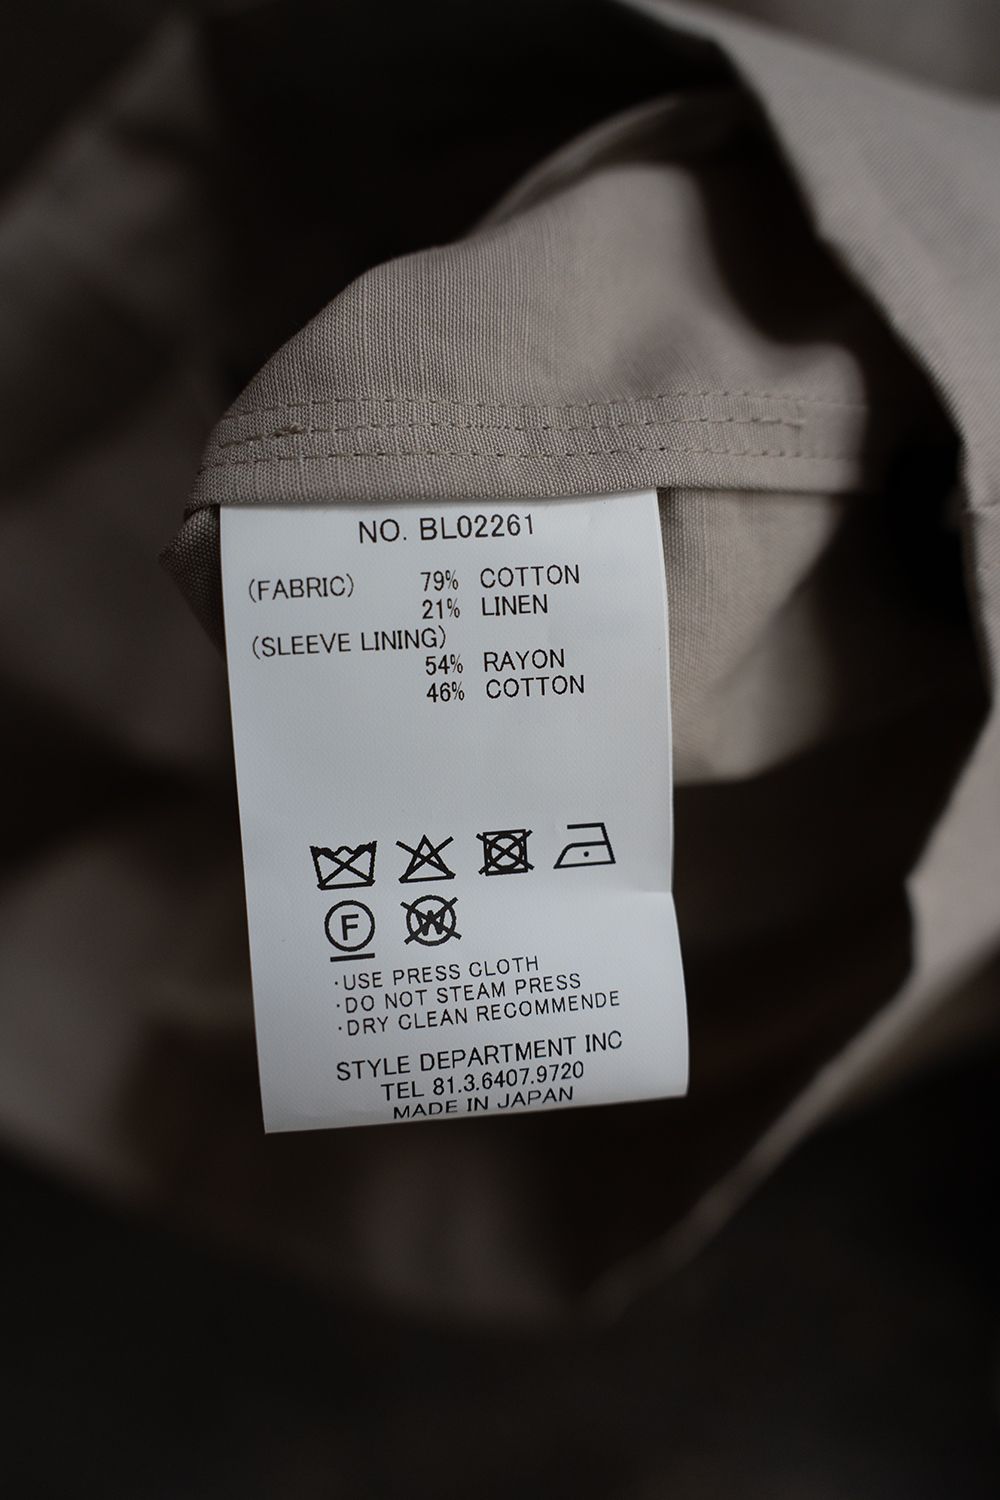 NO. BL02261
(FABRIC) 79% COTTON
21% LINEN
(SLEEVE LINING)
54% RAYON
46% COTTON
F W
·USE PRESS CLOTH
·DO NOT STEAM PRESS
·DRY CLEAN RECOMMENDE
STYLE DEPARTMENT INC
TEL 81.3.6407.9720
MADE IN JAPAN